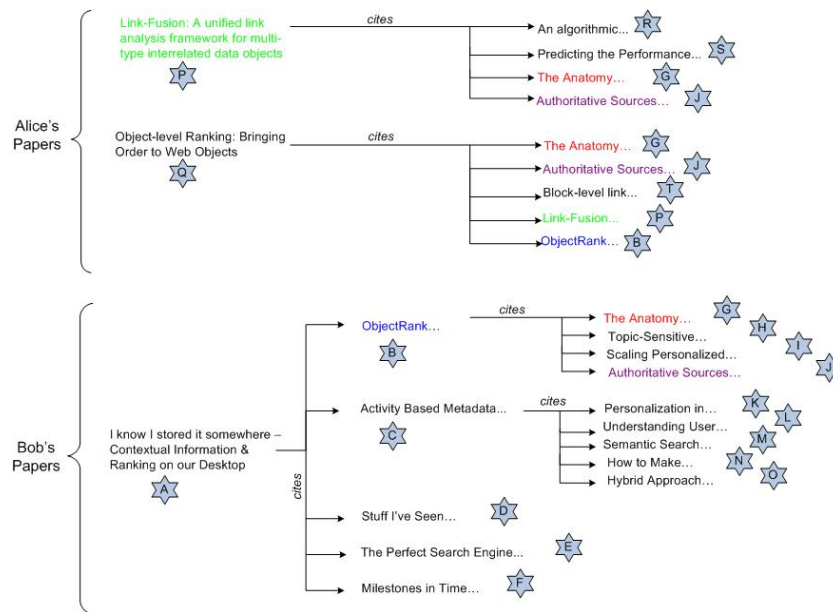 cites
Link-Fusion: A unified link
analysis framework for multi-
type interrelated data objects
P
An algorithmic... R
Predicting the Performance... S
The Anatomy… G
Authoritative Sources… J
Alice's
Papers
Object-level Ranking: Bringing
Order to Web Objects
Q
cites
The Anatomy… G
Authoritative Sources… J
Block-level link... T
Link-Fusion… P
ObjectRank… B
Bob's
Papers
I know I stored it somewhere –
Contextual Information &
Ranking on our Desktop
A
cites
ObjectRank…
B
cites
The Anatomy… G
Topic-Sensitive… H
Scaling Personalized… I
Authoritative Sources… J
Activity Based Metadata...
C
cites
Personalization in… K
Understanding User… L
Semantic Search… M
How to Make… N
Hybrid Approach… O
Stuff I've Seen… D
The Perfect Search Engine... E
Milestones in Time… F